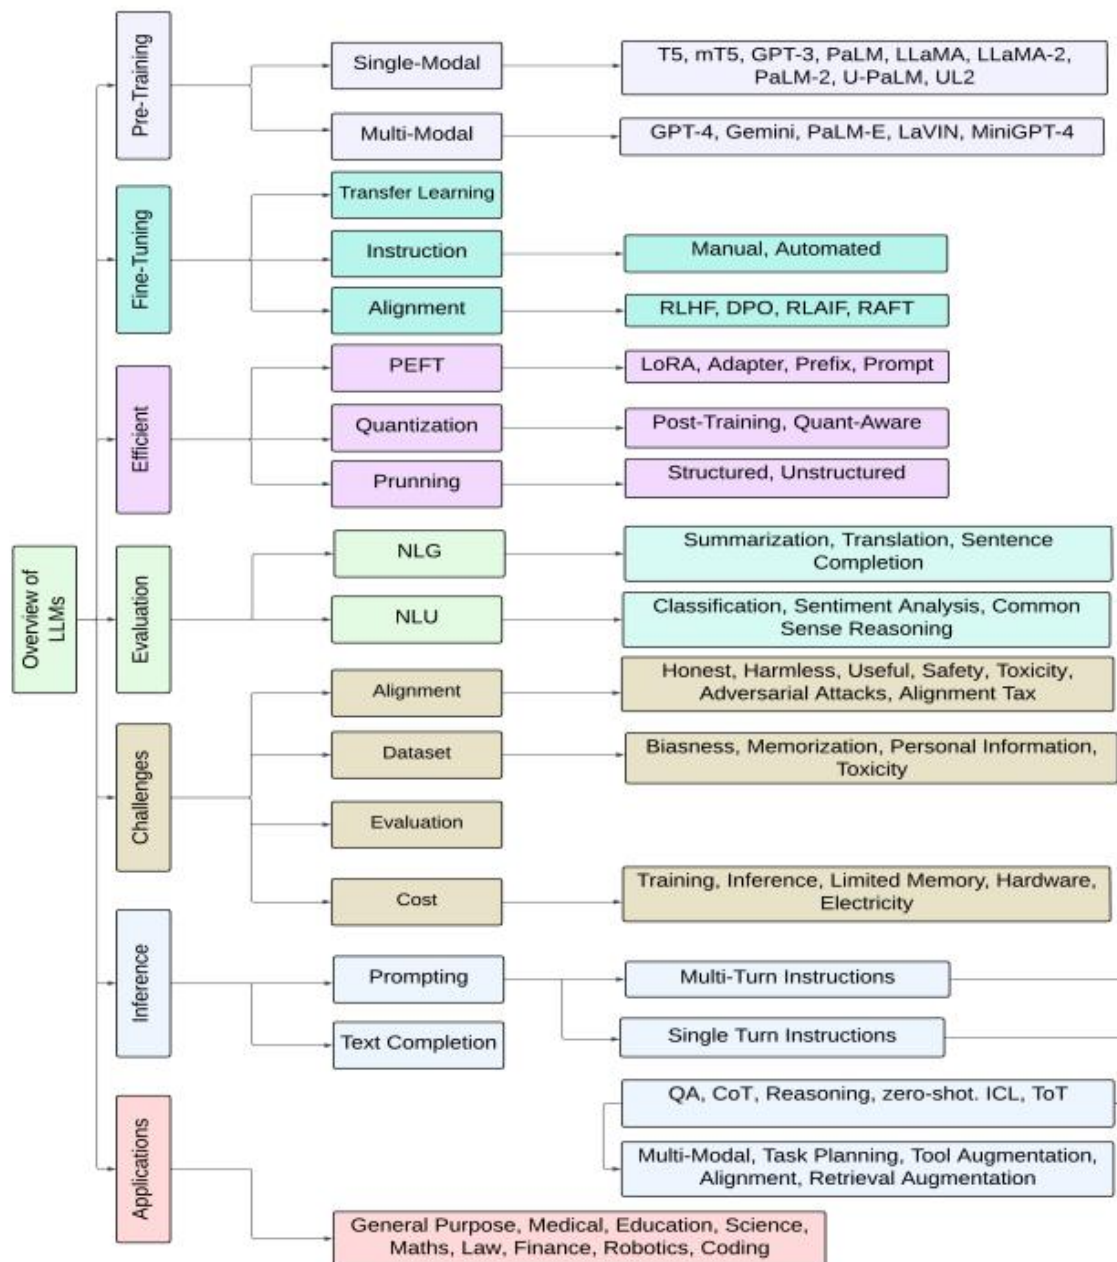 Overview of
LLMs
Pre-Training
Single-Modal
T5, mT5, GPT-3, PaLM, LLaMA, LLaMA-2,
PaLM-2, U-PaLM, UL2
Multi-Modal
GPT-4, Gemini, PaLM-E, LaVIN, MiniGPT-4
Fine-Tuning
Transfer Learning
Instruction
Manual, Automated
Alignment
RLHF, DPO, RLAIF, RAFT
Efficient
PEFT
LoRA, Adapter, Prefix, Prompt
Quantization
Post-Training, Quant-Aware
Prunning
Structured, Unstructured
Evaluation
NLG
Summarization, Translation, Sentence
Completion
NLU
Classification, Sentiment Analysis, Common
Sense Reasoning
Challenges
Alignment
Honest, Harmless, Useful, Safety, Toxicity,
Adversarial Attacks, Alignment Tax
Dataset
Biasness, Memorization, Personal Information,
Toxicity
Evaluation
Cost
Training, Inference, Limited Memory, Hardware,
Electricity
Inference
Prompting
Multi-Turn Instructions
Single Turn Instructions
Text Completion
QA, CoT, Reasoning, zero-shot. ICL, ToT
Multi-Modal, Task Planning, Tool Augmentation,
Alignment, Retrieval Augmentation
Applications
General Purpose, Medical, Education, Science,
Maths, Law, Finance, Robotics, Coding